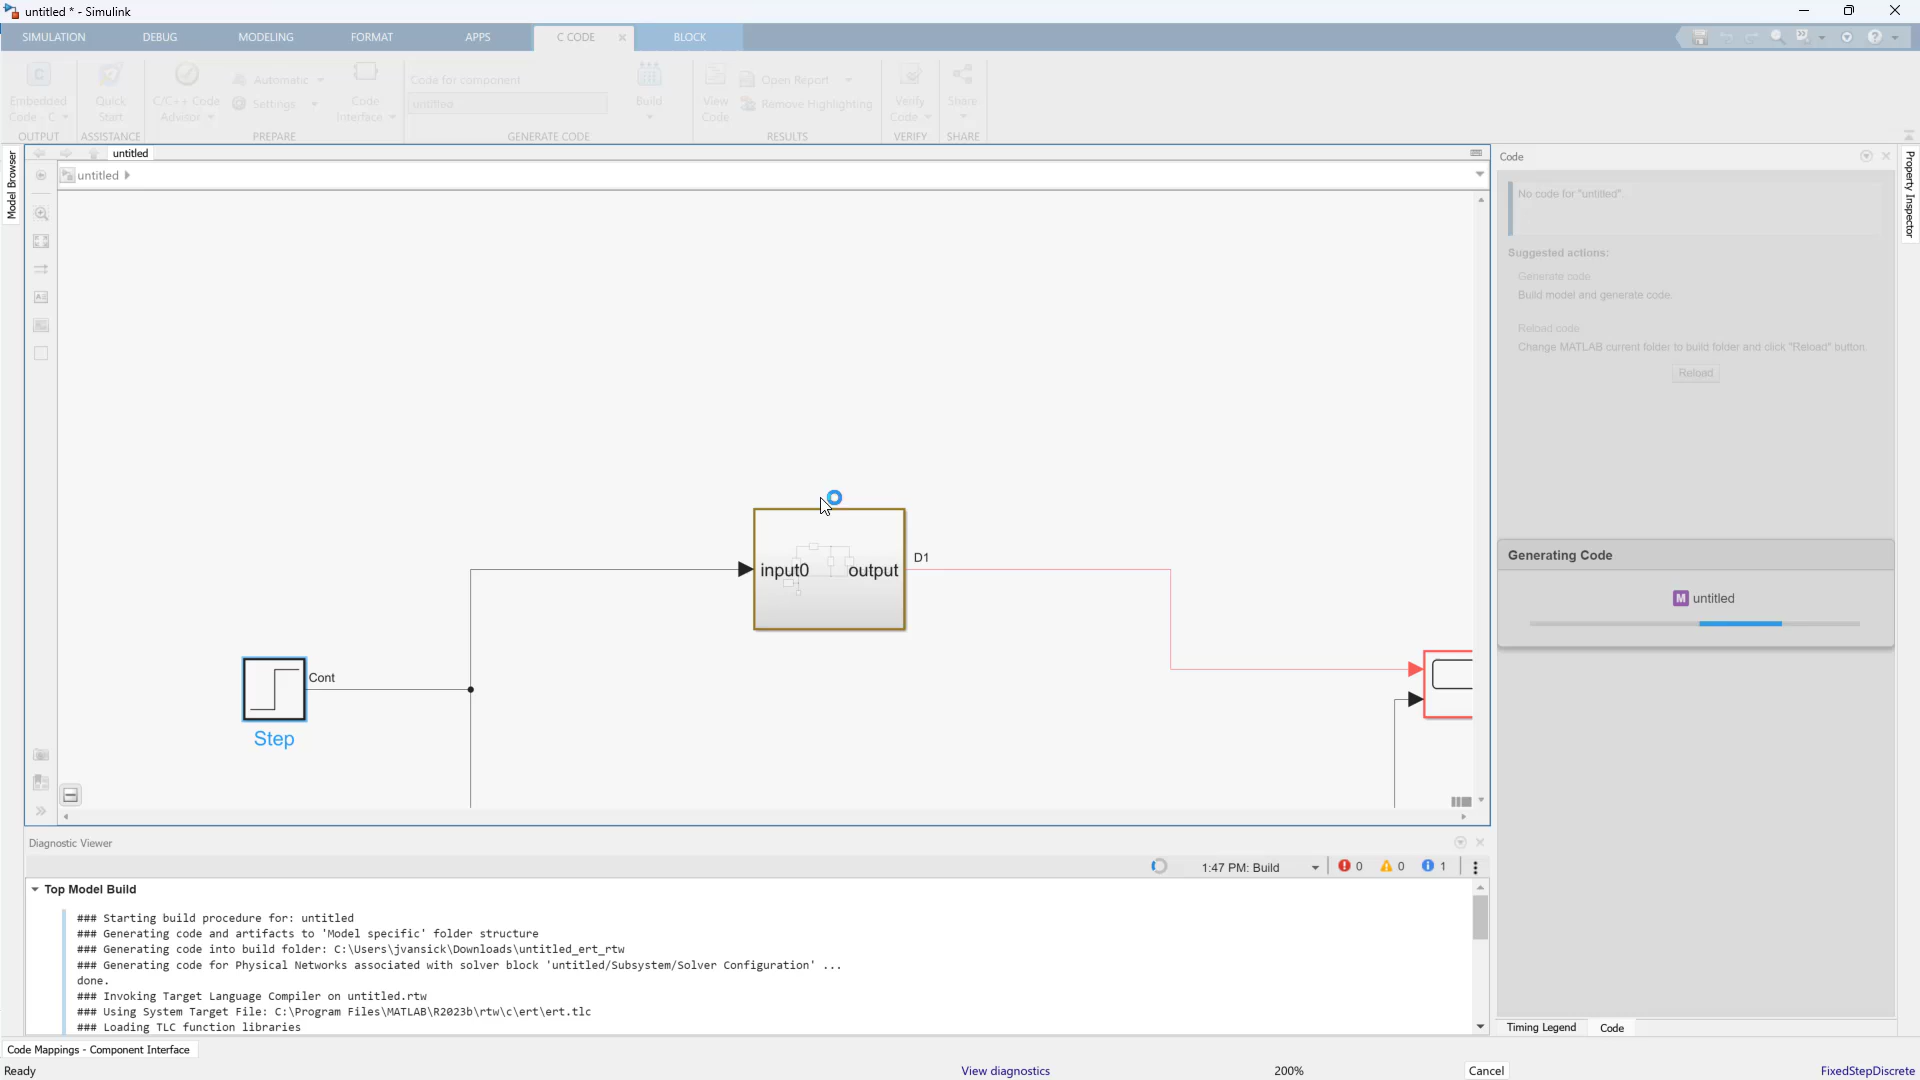 untitled * - Simulink
SIMULATION DEBUG MODELING FORMAT APPS C CODE BLOCK
Embedded Code - C
OUTPUT
Quick Start
ASSISTANCE
C/C++ Code Advisor
Automatic
Settings
Code Interface
PREPARE
Code for component
untitled
Build
GENERATE CODE
View Code
Open Report
Remove Highlighting
RESULTS
Verify Code
VERIFY
Share
SHARE
Model Browser
untitled
untitled
input0 output
D1
Cont
Step
Code
No code for "untitled".
Suggested actions:
Generate code
Build model and generate code.
Reload code
Change MATLAB current folder to build folder and click "Reload" button.
Reload
Generating Code
M untitled
Timing Legend Code
Property Inspector
Diagnostic Viewer
1:47 PM: Build 0 0 1
Top Model Build
### Starting build procedure for: untitled
### Generating code and artifacts to 'Model specific' folder structure
### Generating code into build folder: C:\Users\jvansick\Downloads\untitled_ert_rtw
### Generating code for Physical Networks associated with solver block 'untitled/Subsystem/Solver Configuration' ...
done.
### Invoking Target Language Compiler on untitled.rtw
### Using System Target File: C:\Program Files\MATLAB\R2023b\rtw\c\ert\ert.tlc
### Loading TLC function libraries
Code Mappings - Component Interface
Ready View diagnostics 200% Cancel FixedStepDiscrete